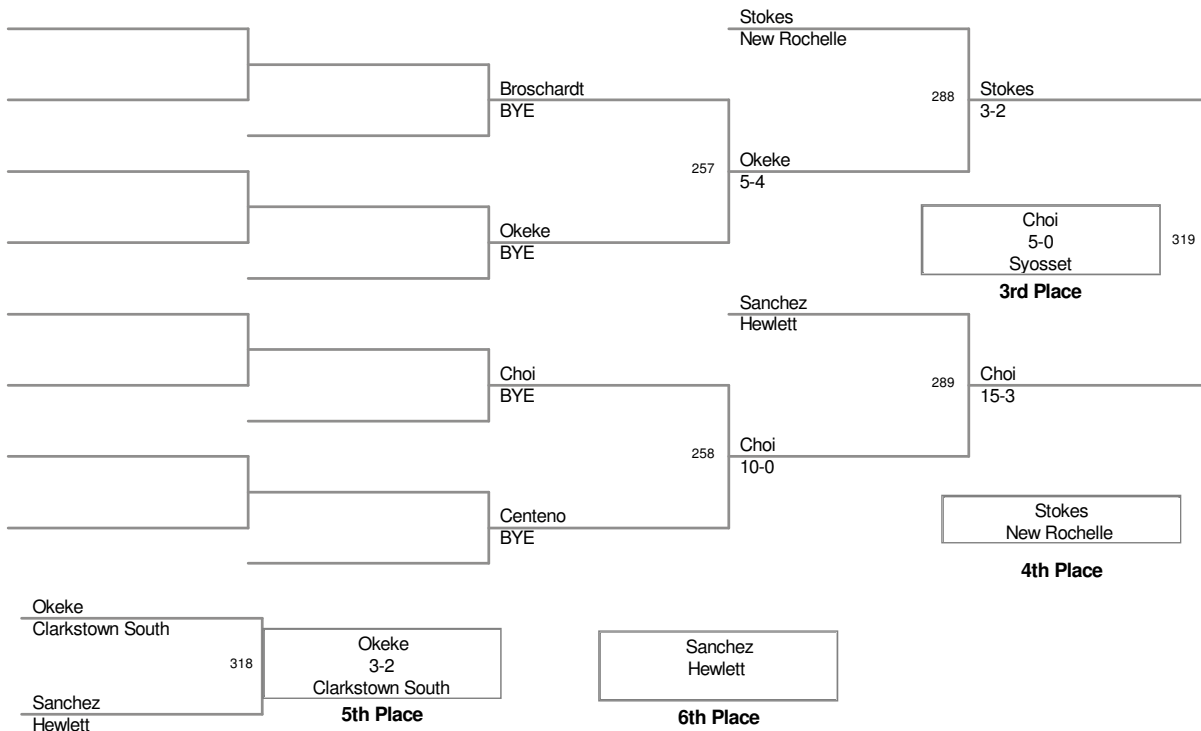 Stokes
New Rochelle
Broschardt
BYE
288
Stokes
3-2
257
Okeke
5-4
Okeke
BYE
Choi
5-0
Syosset
319
3rd Place
Sanchez
Hewlett
Choi
BYE
289
Choi
15-3
258
Choi
10-0
Centeno
BYE
Stokes
New Rochelle
4th Place
Okeke
Clarkstown South
318
Okeke
3-2
Clarkstown South
5th Place
Sanchez
Hewlett
Sanchez
Hewlett
6th Place